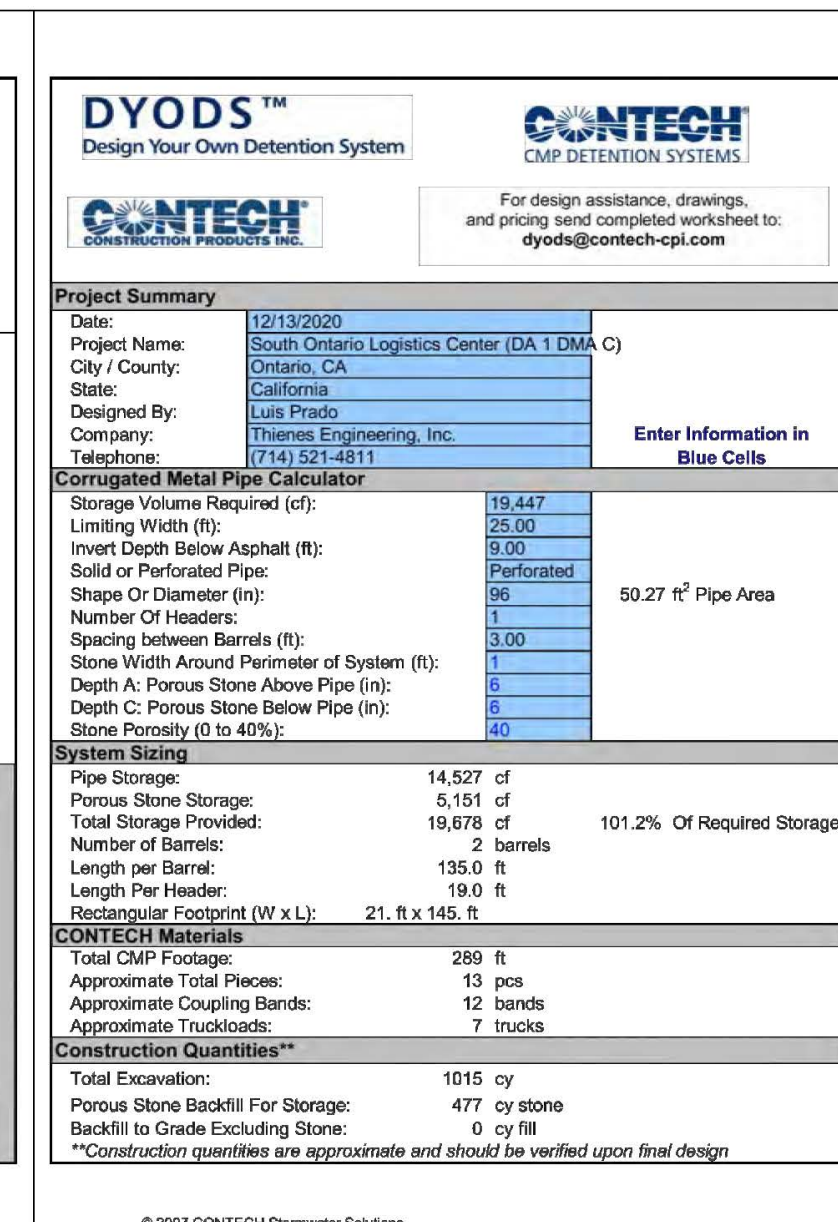 DYODS™
Design Your Own Detention System
CONTECH®
CMP DETENTION SYSTEMS
CONTECH®
CONSTRUCTION PRODUCTS INC.
For design assistance, drawings,
and pricing send completed worksheet to:
dyods@contech-cpi.com
Project Summary
Date: 12/13/2020
Project Name: South Ontario Logistics Center (DA 1 DMA C)
City / County: Ontario, CA
State: California
Designed By: Luis Prado
Company: Thienes Engineering, Inc. Enter Information in
Telephone: (714) 521-4811 Blue Cells
Corrugated Metal Pipe Calculator
Storage Volume Required (cf): 19,447
Limiting Width (ft): 25.00
Invert Depth Below Asphalt (ft): 9.00
Solid or Perforated Pipe: Perforated
Shape Or Diameter (in): 96 50.27 ft² Pipe Area
Number Of Headers: 1
Spacing between Barrels (ft): 3.00
Stone Width Around Perimeter of System (ft): 1
Depth A: Porous Stone Above Pipe (in): 6
Depth C: Porous Stone Below Pipe (in): 6
Stone Porosity (0 to 40%): 40
System Sizing
Pipe Storage: 14,527 cf
Porous Stone Storage: 5,151 cf
Total Storage Provided: 19,678 cf 101.2% Of Required Storage
Number of Barrels: 2 barrels
Length per Barrel: 135.0 ft
Length Per Header: 19.0 ft
Rectangular Footprint (W x L): 21. ft x 145. ft
CONTECH Materials
Total CMP Footage: 289 ft
Approximate Total Pieces: 13 pcs
Approximate Coupling Bands: 12 bands
Approximate Truckloads: 7 trucks
Construction Quantities**
Total Excavation: 1015 cy
Porous Stone Backfill For Storage: 477 cy stone
Backfill to Grade Excluding Stone: 0 cy fill
**Construction quantities are approximate and should be verified upon final design
© 2007 CONTECH Stormwater Solutions